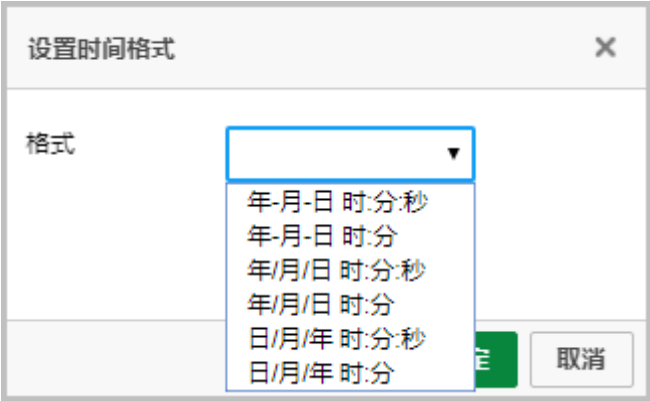 设置时间格式
格式
年-月-日 时:分:秒
年-月-日 时:分
年/月/日 时:分:秒
年/月/日 时:分
日/月/年 时:分:秒
日/月/年 时:分
取消